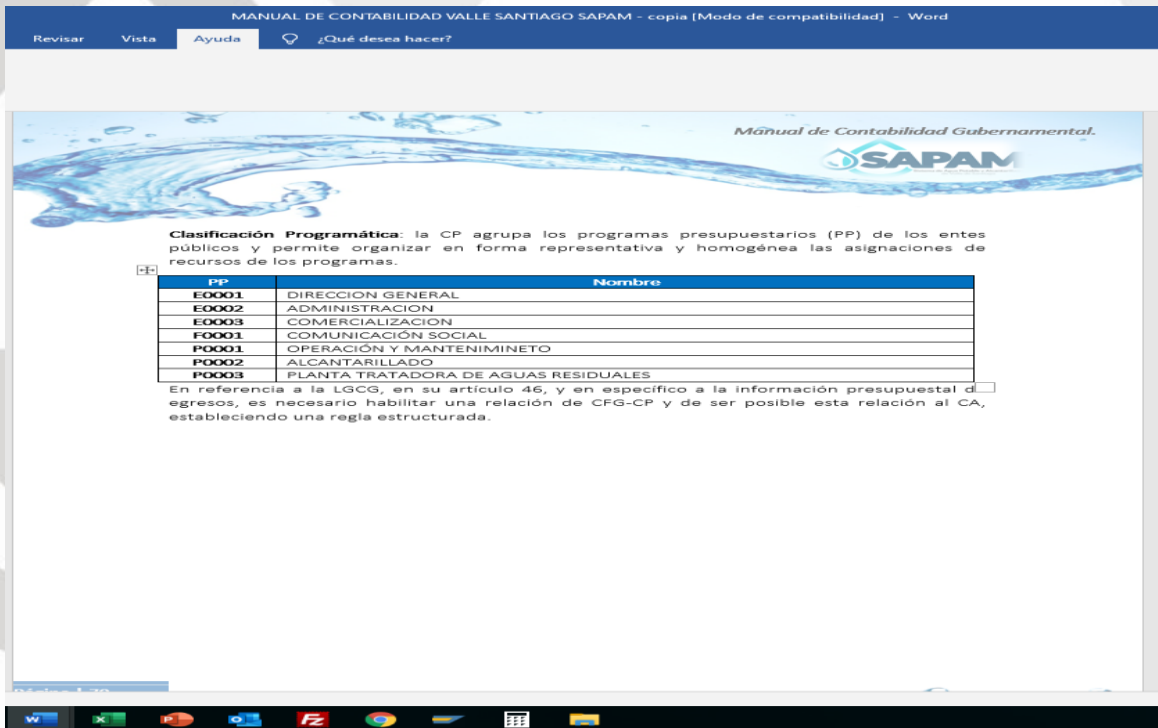 MANUAL DE CONTABILIDAD VALLE SANTIAGO SAPAM - copia [Modo de compatibilidad] - Word
Revisar Vista Ayuda ¿Qué desea hacer?
Manual de Contabilidad Gubernamental.
SAPAM
Clasificación Programática: la CP agrupa los programas presupuestarios (PP) de los entes
públicos y permite organizar en forma representativa y homogénea las asignaciones de
recursos de los programas.
PP Nombre
E0001 DIRECCION GENERAL
E0002 ADMINISTRACION
E0003 COMERCIALIZACION
F0001 COMUNICACIÓN SOCIAL
P0001 OPERACIÓN Y MANTENIMINETO
P0002 ALCANTARILLADO
P0003 PLANTA TRATADORA DE AGUAS RESIDUALES
En referencia a la LGCG, en su artículo 46, y en específico a la información presupuestal d
egresos, es necesario habilitar una relación de CFG-CP y de ser posible esta relación al CA,
estableciendo una regla estructurada.